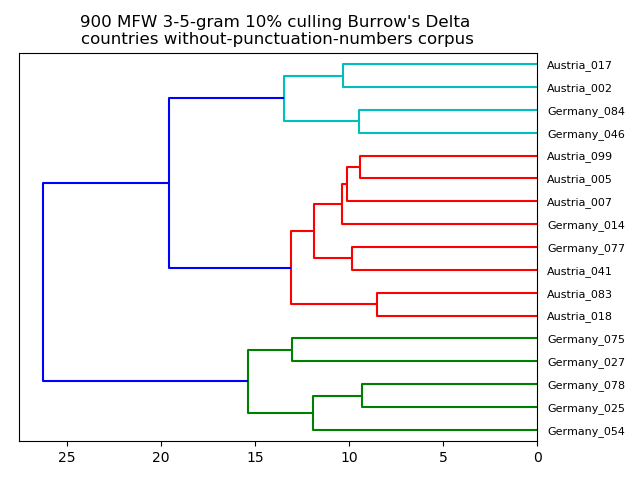 900 MFW 3-5-gram 10% culling Burrow's Delta
countries without-punctuation-numbers corpus
Austria_017
Austria_002
Germany_084
Germany_046
Austria_099
Austria_005
Austria_007
Germany_014
Germany_077
Austria_041
Austria_083
Austria_018
Germany_075
Germany_027
Germany_078
Germany_025
Germany_054
25 20 15 10 5 0